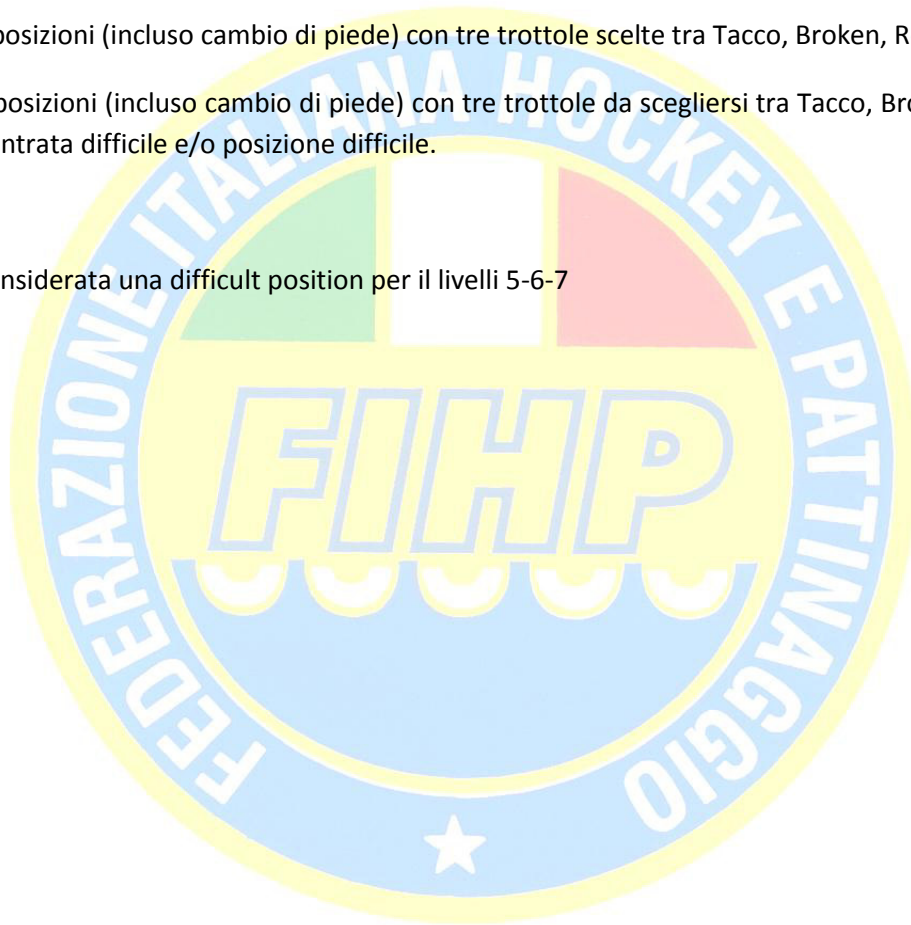 posizioni (incluso cambio di piede) con tre trottole scelte tra Tacco, Broken, R
posizioni (incluso cambio di piede) con tre trottole da scegliersi tra Tacco, Bro
ntrata difficile e/o posizione difficile.
nsiderata una difficult position per il livelli 5-6-7
FEDERAZIONE ITALIANA HOCKEY E PATTINAGGIO
FIHP